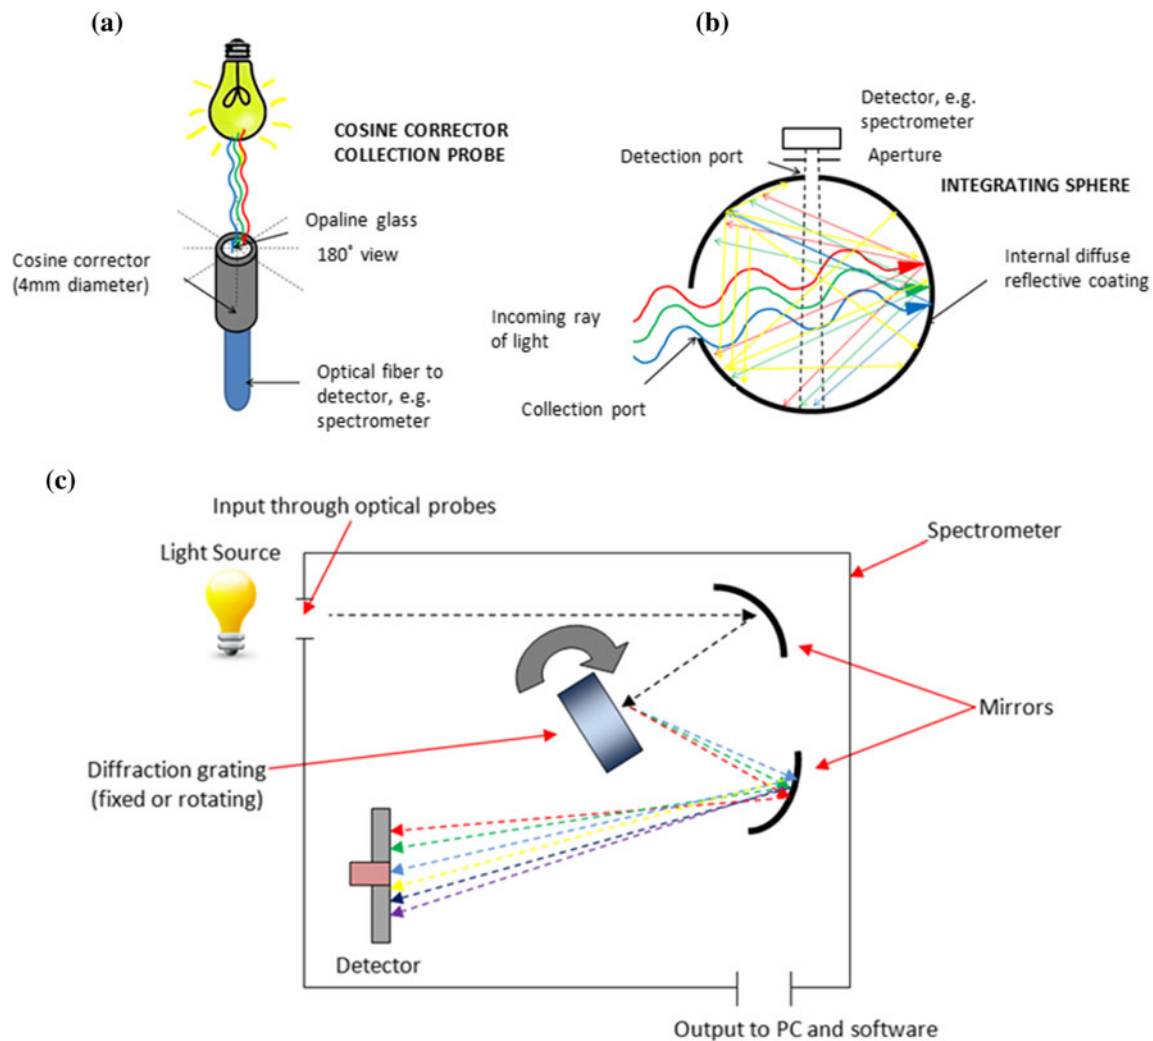 (a)
COSINE CORRECTOR
COLLECTION PROBE
Opaline glass
180˚ view
Cosine corrector
(4mm diameter)
Optical fiber to
detector, e.g.
spectrometer
(b)
Detector, e.g.
spectrometer
Detection port
Aperture
INTEGRATING SPHERE
Internal diffuse
reflective coating
Incoming ray
of light
Collection port
(c)
Input through optical probes
Light Source
Spectrometer
Mirrors
Diffraction grating
(fixed or rotating)
Detector
Output to PC and software